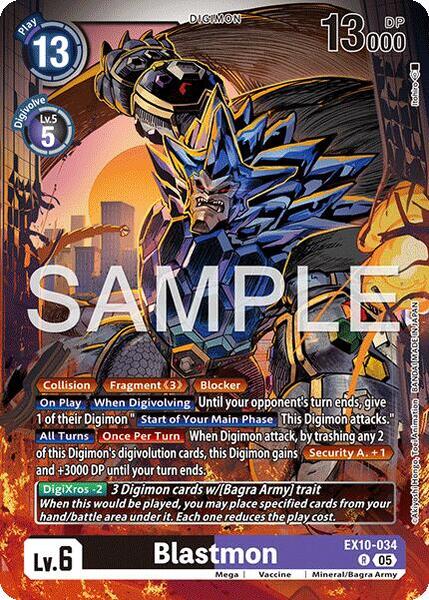 Play
13
DIGIMON
DP
13000
Digivolve
Lv.5
5
SAMPLE
Collision Fragment《3》 Blocker
On Play When Digivolving Until your opponent's turn ends, give
1 of their Digimon " Start of Your Main Phase This Digimon attacks."
All Turns Once Per Turn When Digimon attack, by trashing any 2
of this Digimon's digivolution cards, this Digimon gains Security A. +1
and +3000 DP until your turn ends.
DigiXros -2 3 Digimon cards w/[Bagra Army] trait
When this would be played, you may place specified cards from your
hand/battle area under it. Each one reduces the play cost.
©Akiyoshi Hongo, Toei Animation BANDAI MADE IN JAPAN
Lv.6
Blastmon
EX10-034
R 05
Mega Vaccine Mineral/Bagra Army